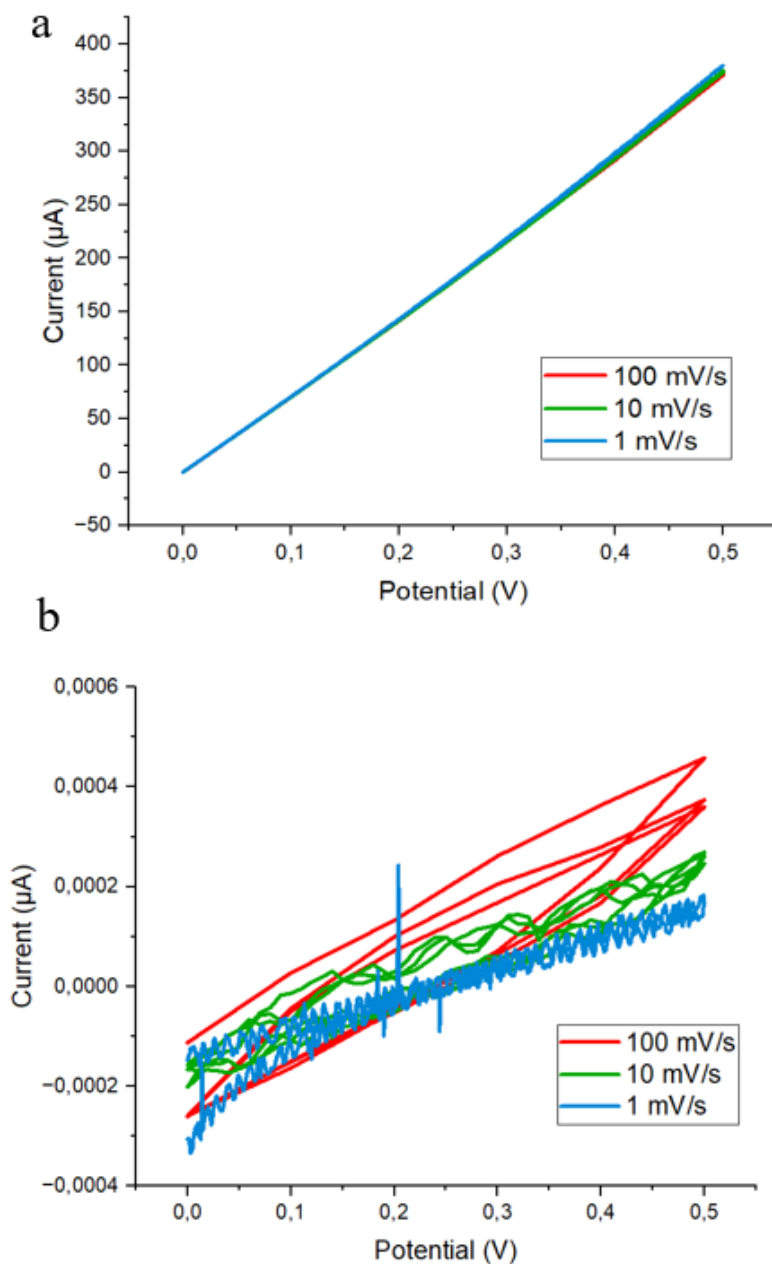 a
400
350
300
250
200
150
100
50
0
−50
Current (µA)
100 mV/s
10 mV/s
1 mV/s
0,0 0,1 0,2 0,3 0,4 0,5
Potential (V)
b
0,0006
0,0004
0,0002
0,0000
−0,0002
−0,0004
Current (µA)
100 mV/s
10 mV/s
1 mV/s
0,0 0,1 0,2 0,3 0,4 0,5
Potential (V)